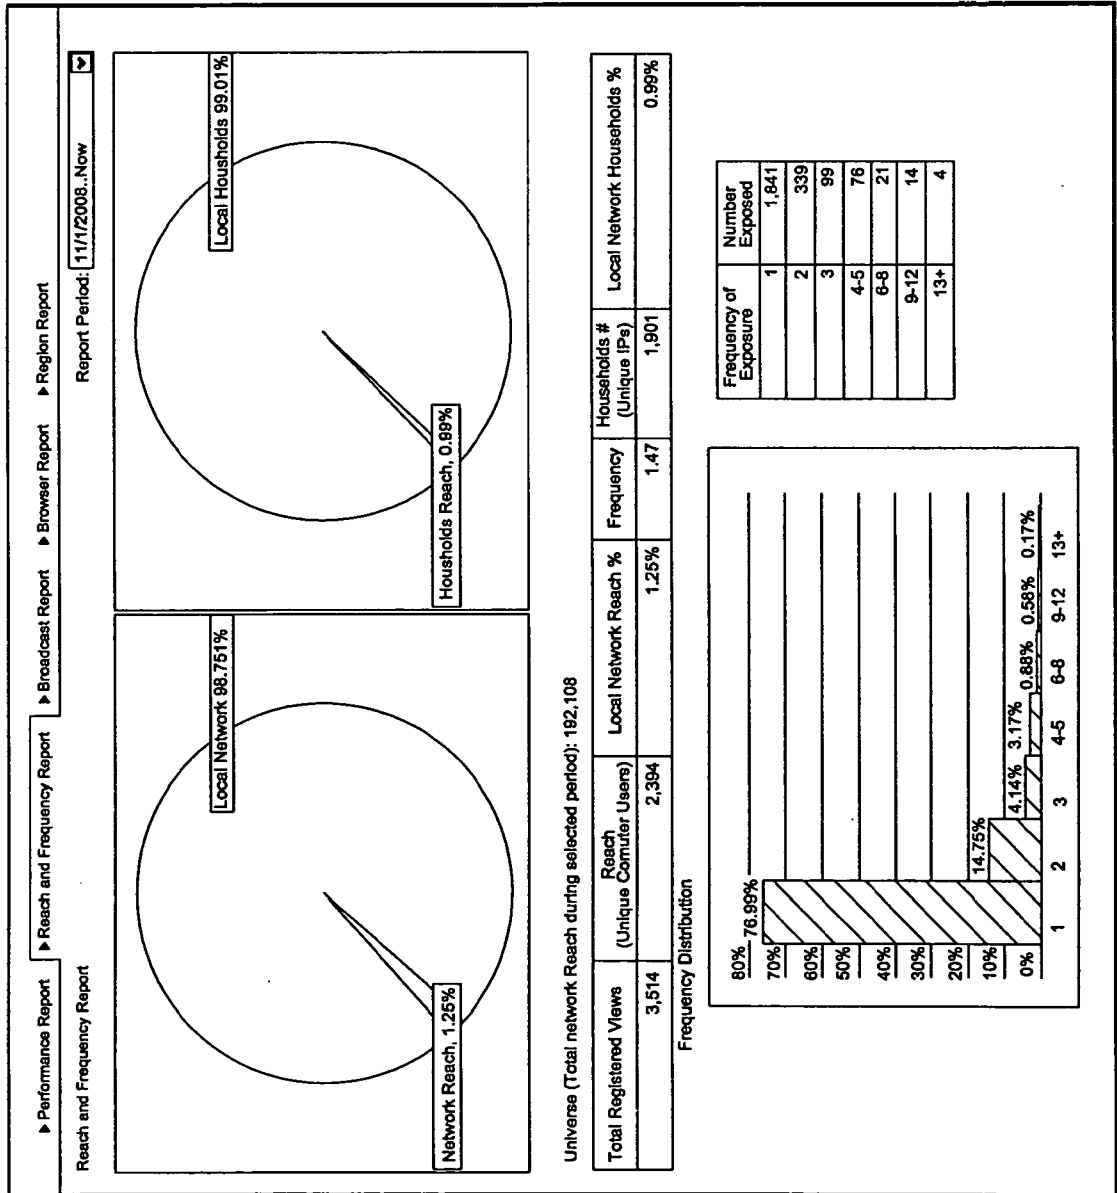 ▶ Performance Report ▶ Reach and Frequency Report ▶ Broadcast Report ▶ Browser Report ▶ Region Report
Reach and Frequency Report
Report Period: 11/1/2008..Now
Local Network 98.751%
Network Reach, 1.25%
Local Housholds 99.01%
Housholds Reach, 0.99%
Universe (Total network Reach during selected period): 192,108
Total Registered Views
Reach
(Unique Comuter Users)
Local Network Reach %
Frequency
Households #
(Unique IPs)
Local Network Households %
3,514 2,394 1.25% 1.47 1,901 0.99%
Frequency Distribution
80%
70%
60%
50%
40%
30%
20%
10%
0%
76.99%
14.75%
4.14%
3.17%
0.88%
0.58%
0.17%
1 2 3 4-5 6-8 9-12 13+
Frequency of
Exposure
Number
Exposed
1 1,841
2 339
3 99
4-5 76
6-8 21
9-12 14
13+ 4